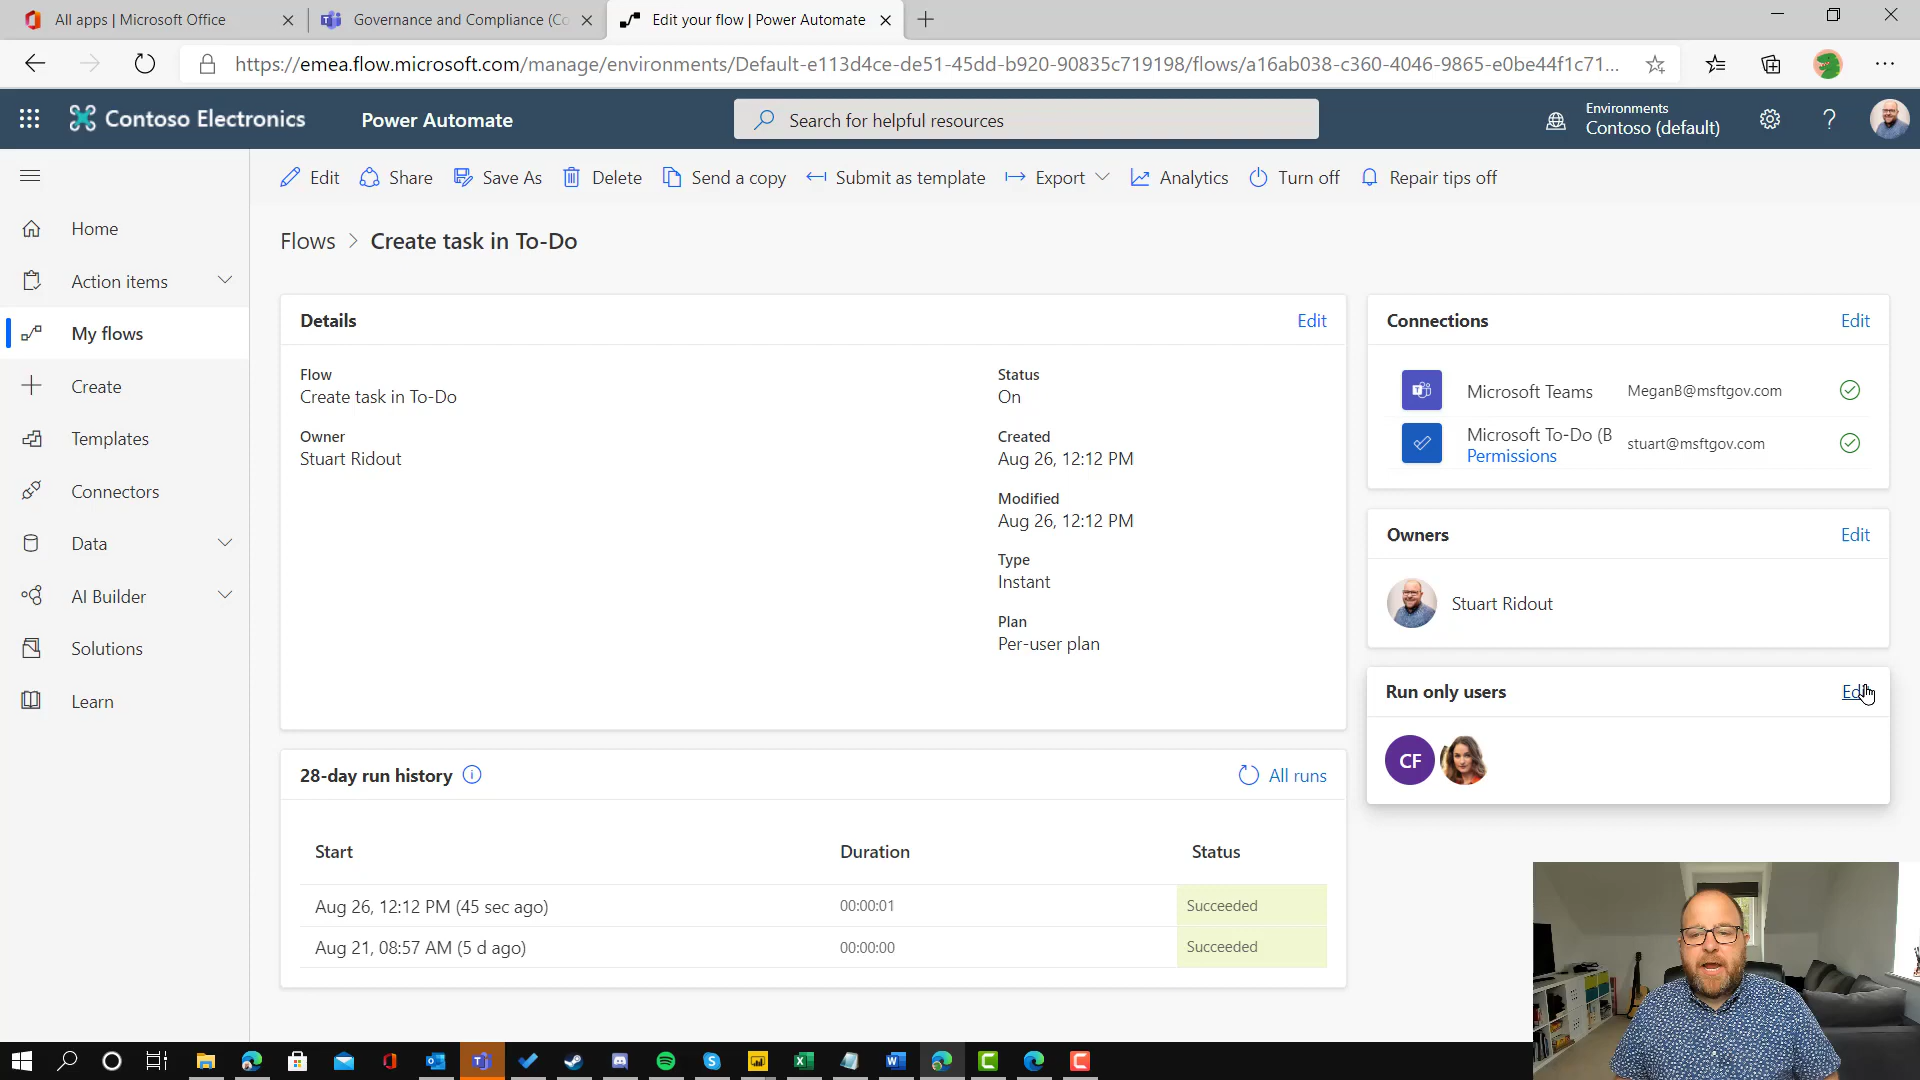 All apps | Microsoft Office
Governance and Compliance (Co
Edit your flow | Power Automate
https://emea.flow.microsoft.com/manage/environments/Default-e113d4ce-de51-45dd-b920-90835c719198/flows/a16ab038-c360-4046-9865-e0be44f1c71...
Contoso Electronics
Power Automate
Search for helpful resources
Environments
Contoso (default)
Edit
Share
Save As
Delete
Send a copy
Submit as template
Export
Analytics
Turn off
Repair tips off
Home
Action items
My flows
Create
Templates
Connectors
Data
AI Builder
Solutions
Learn
Flows > Create task in To-Do
Details
Edit
Flow
Create task in To-Do
Owner
Stuart Ridout
Status
On
Created
Aug 26, 12:12 PM
Modified
Aug 26, 12:12 PM
Type
Instant
Plan
Per-user plan
28-day run history
All runs
Start Duration Status
Aug 26, 12:12 PM (45 sec ago) 00:00:01 Succeeded
Aug 21, 08:57 AM (5 d ago) 00:00:00 Succeeded
Connections
Edit
Microsoft Teams MeganB@msftgov.com
Microsoft To-Do (B stuart@msftgov.com
Permissions
Owners
Edit
Stuart Ridout
Run only users
Edit
CF